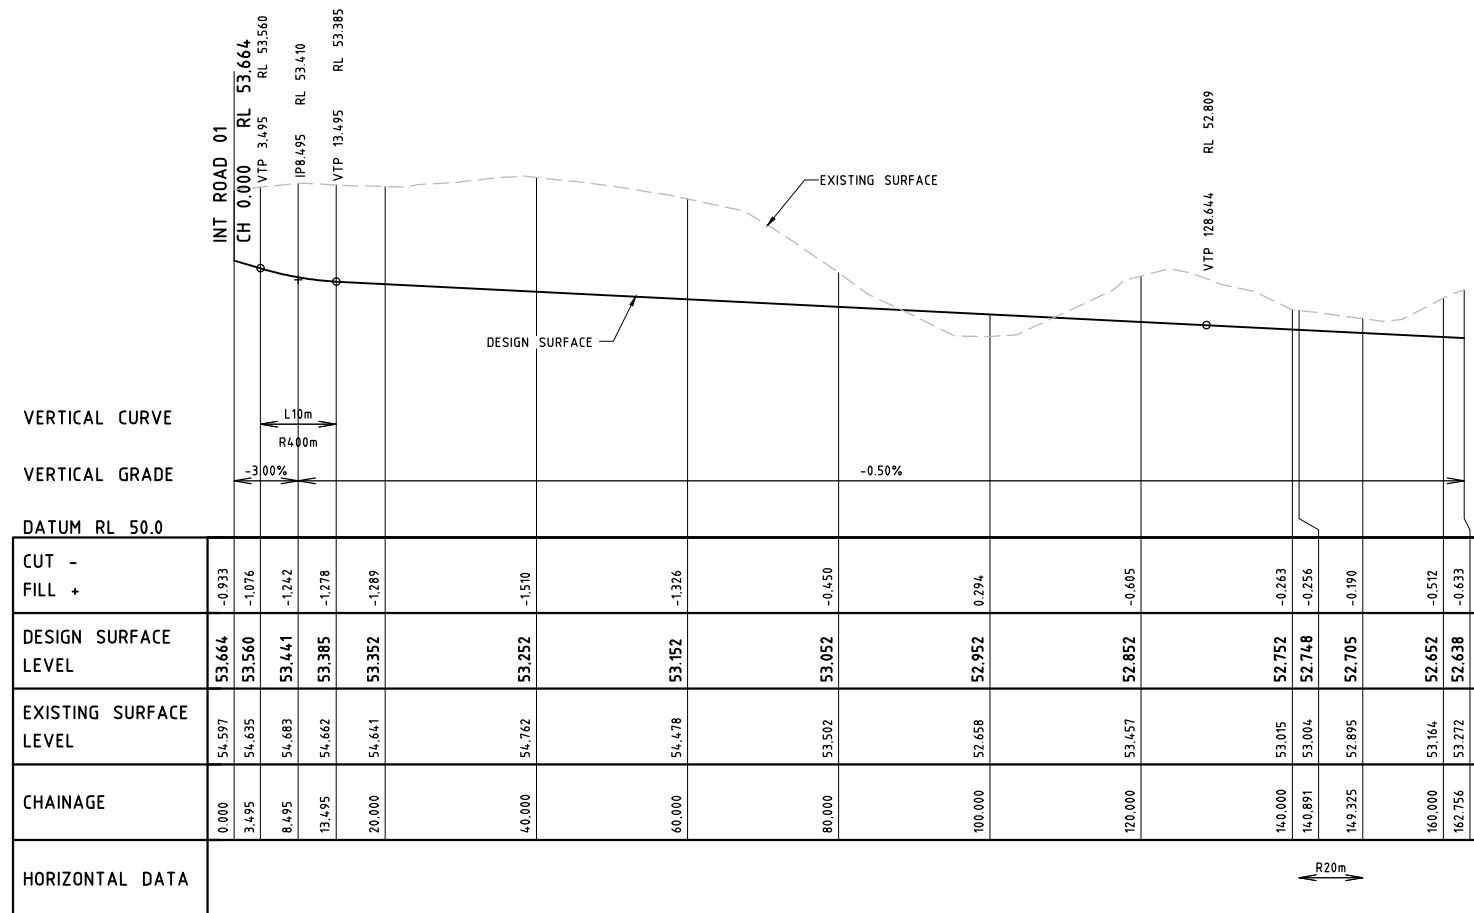 INT ROAD 01
CH 0.000 RL 53.664
VTP 3.495 RL 53.560
IP8.495 RL 53.410
VTP 13.495 RL 53.385
VTP 128.644 RL 52.809
EXISTING SURFACE
DESIGN SURFACE
VERTICAL CURVE
L10m
R400m
VERTICAL GRADE
-3.00%
-0.50%
DATUM RL 50.0
CUT -
FILL +
-0.933 -1.076 -1.242 -1.278 -1.289 -1.510 -1.326 -0.450 0.294 -0.605 -0.263 -0.256 -0.190 -0.512 -0.633
DESIGN SURFACE
LEVEL
53.664 53.560 53.441 53.385 53.352 53.252 53.152 53.052 52.952 52.852 52.752 52.748 52.705 52.652 52.638
EXISTING SURFACE
LEVEL
54.597 54.635 54.683 54.662 54.641 54.762 54.478 53.502 52.658 53.457 53.015 53.004 52.895 53.164 53.272
CHAINAGE
0.000 3.495 8.495 13.495 20.000 40.000 60.000 80.000 100.000 120.000 140.000 140.891 149.325 160.000 162.756
HORIZONTAL DATA
R20m